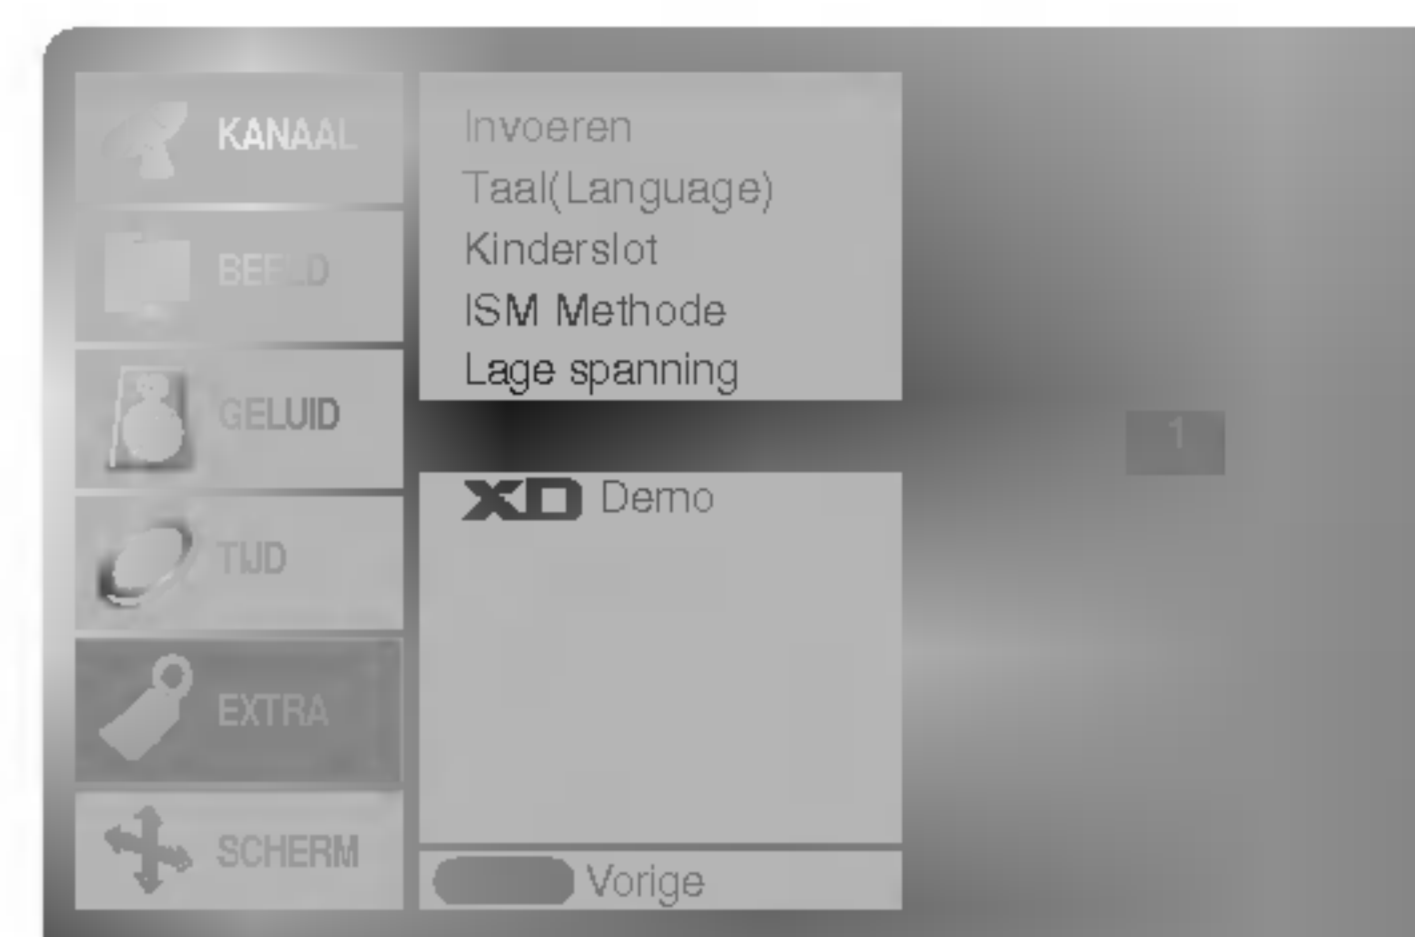 KANAAL
BEELD
GELUID
TIJD
EXTRA
SCHERM
Invoeren
Taal(Language)
Kinderslot
ISM Methode
Lage spanning
XD Demo
Vorige
1